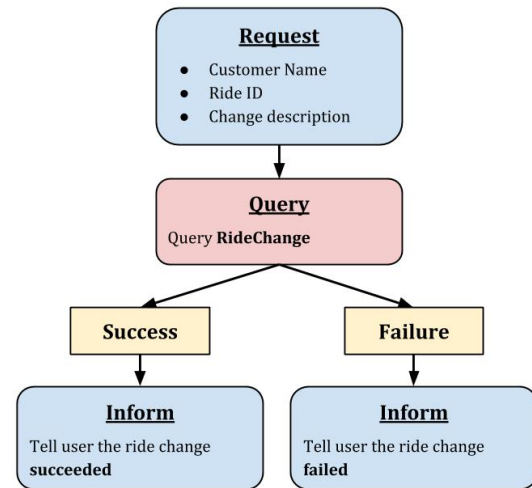 Request
● Customer Name
● Ride ID
● Change description
Query
Query RideChange
Success
Failure
Inform
Tell user the ride change
succeeded
Inform
Tell user the ride change
failed